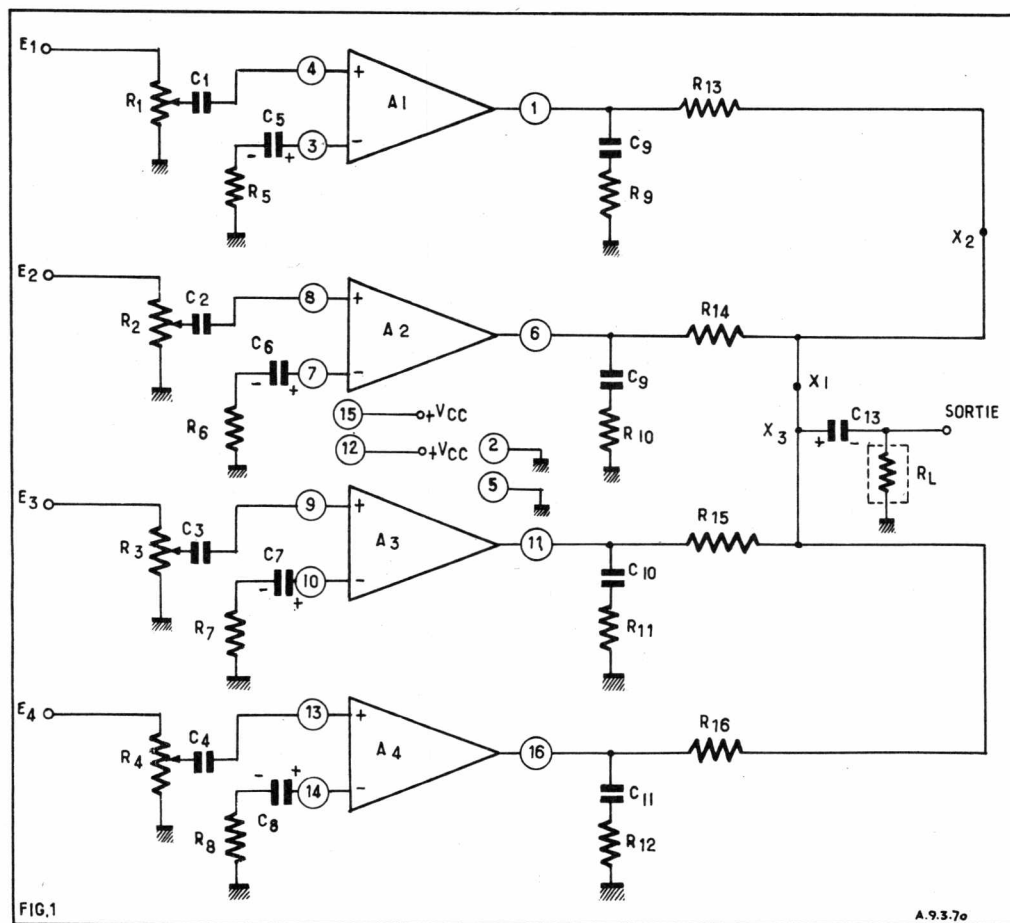 E1
R1
C1
4
+
A1
1
R13
C5
3
-
- +
R5
C9
R9
X2
E2
R2
C2
8
+
A2
6
R14
C6
7
-
- +
R6
15 +VCC
12 +VCC
2
5
C9
R10
X1
X3
C13
+ -
SORTIE
RL
E3
R3
C3
9
+
A3
11
R15
C7
10
-
- +
R7
C10
R11
E4
R4
C4
13
+
A4
16
R16
- +
14
-
C8
R8
C11
R12
FIG.1
A.9.3.70